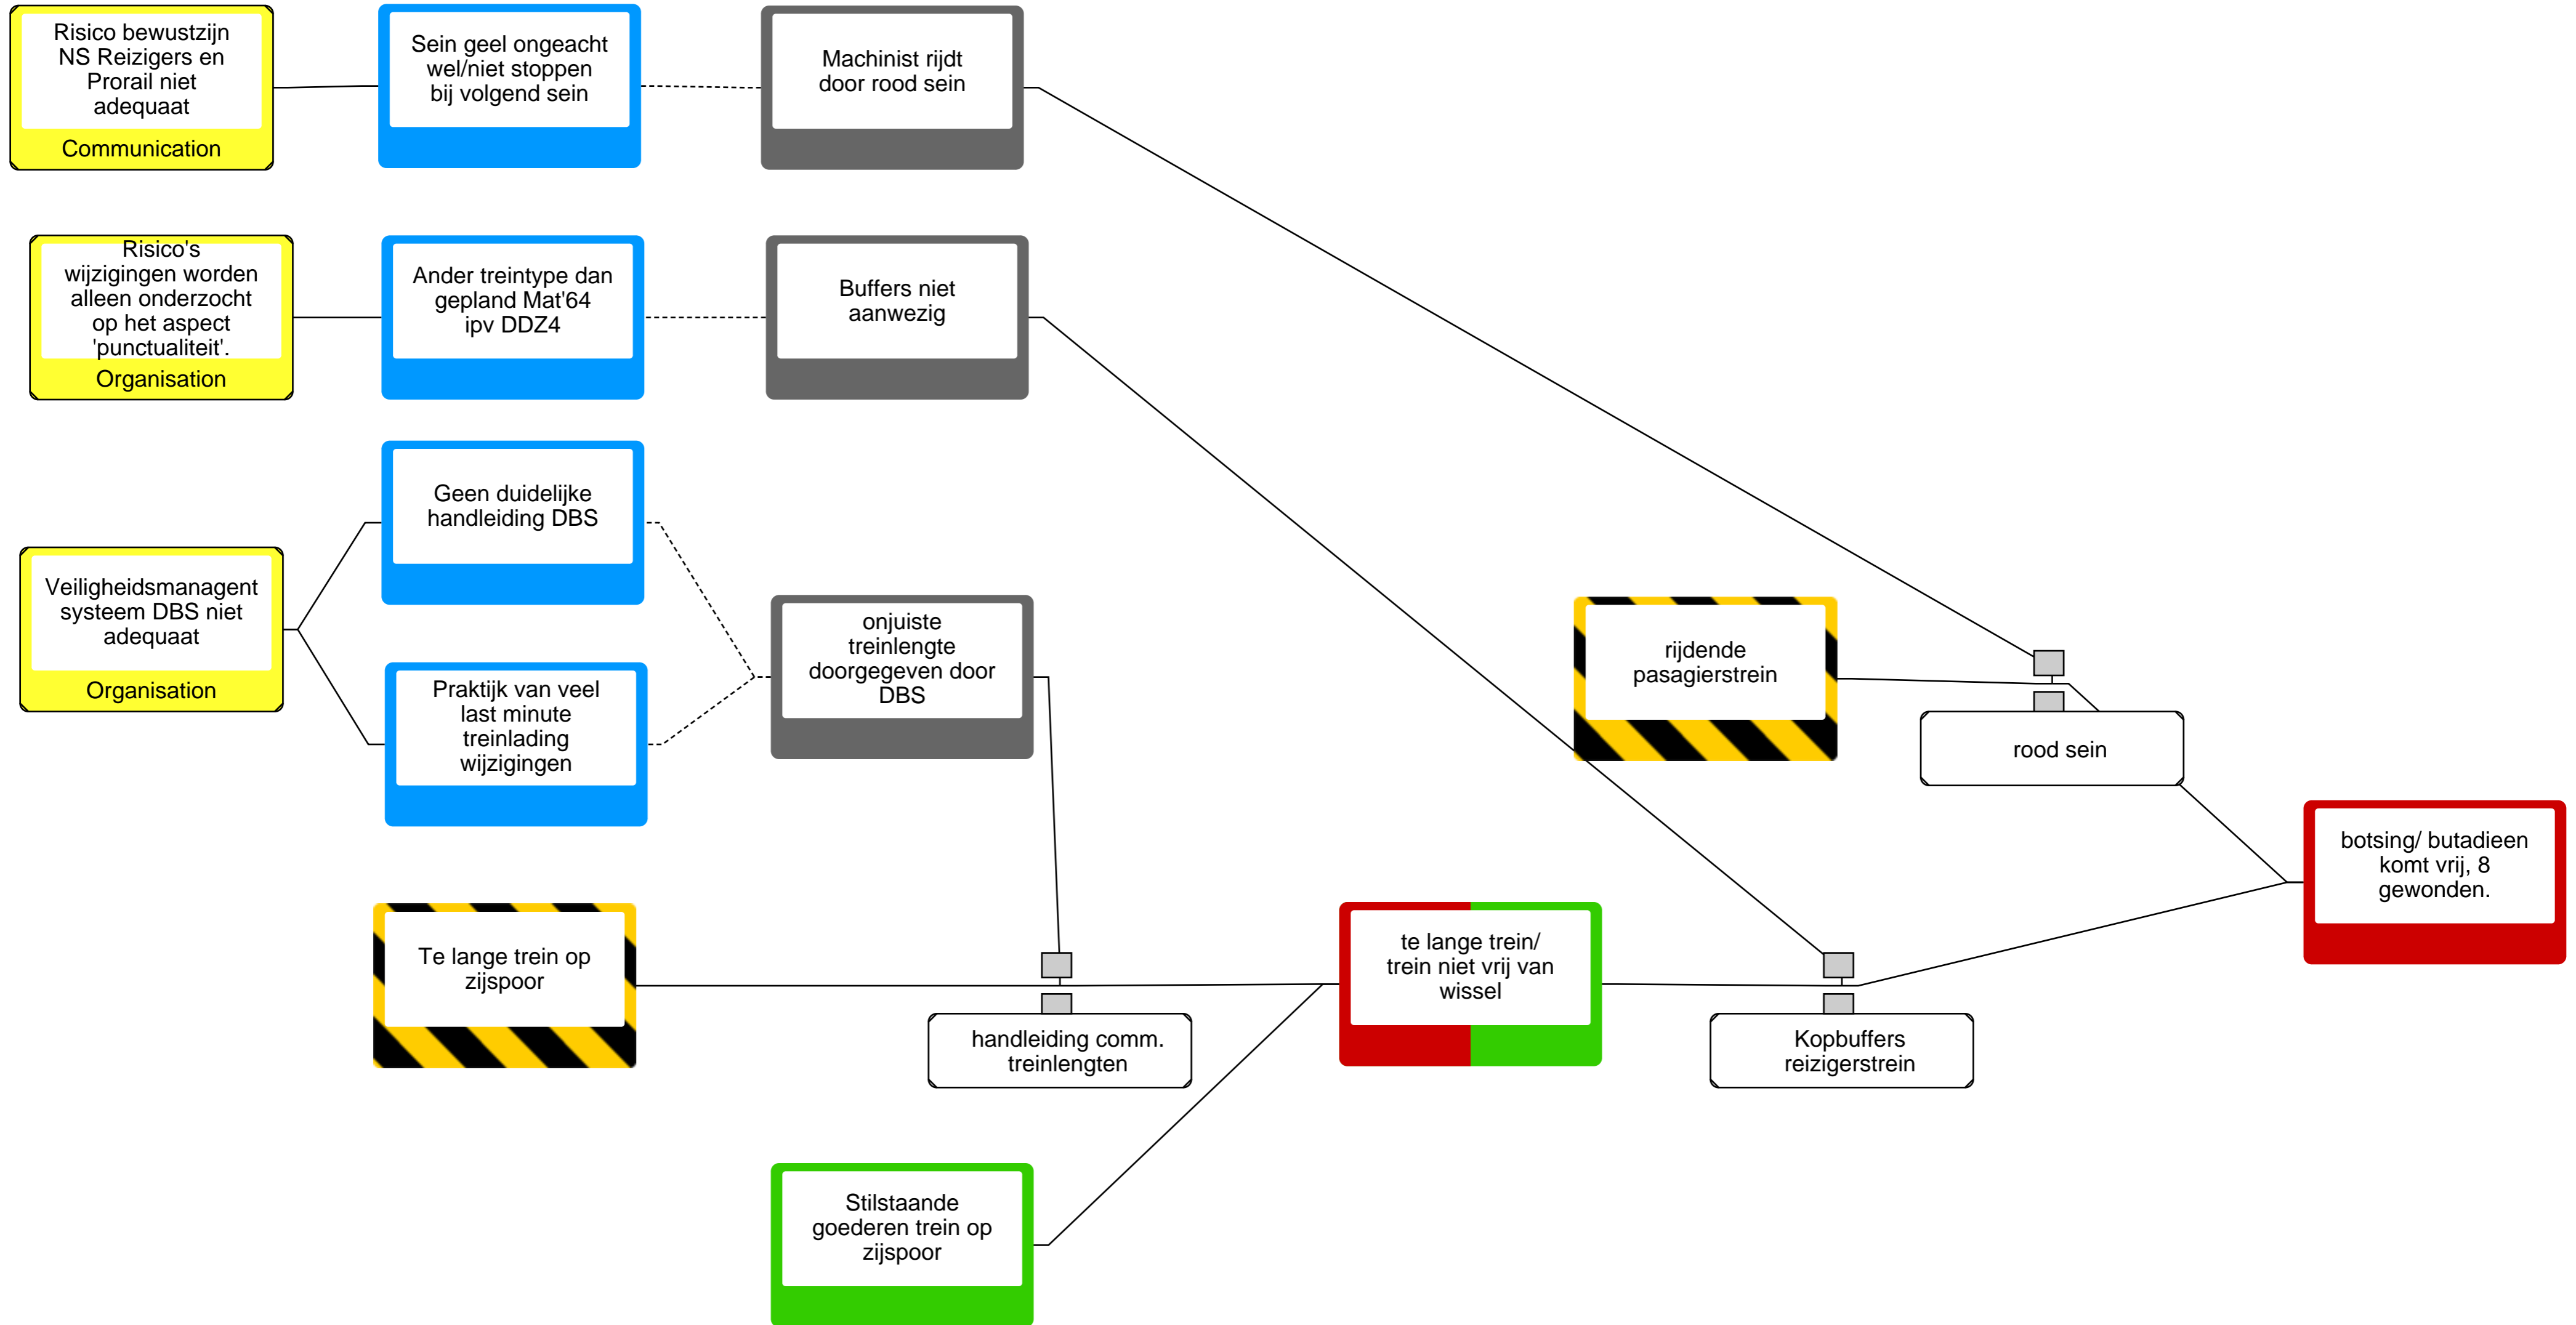 Risico bewustzijn
NS Reizigers en
Prorail niet
adequaat
Communication
Sein geel ongeacht
wel/niet stoppen
bij volgend sein
Machinist rijdt
door rood sein
Risico's
wijzigingen worden
alleen onderzocht
op het aspect
'punctualiteit'.
Organisation
Ander treintype dan
gepland Mat'64
ipv DDZ4
Buffers niet
aanwezig
Geen duidelijke
handleiding DBS
Veiligheidsmanagent
systeem DBS niet
adequaat
Organisation
Praktijk van veel
last minute
treinlading
wijzigingen
onjuiste
treinlengte
doorgegeven door
DBS
rijdende
pasagierstrein
rood sein
botsing/ butadieen
komt vrij, 8
gewonden.
Te lange trein op
zijspoor
handleiding comm.
treinlengten
te lange trein/
trein niet vrij van
wissel
Kopbuffers
reizigerstrein
Stilstaande
goederen trein op
zijspoor